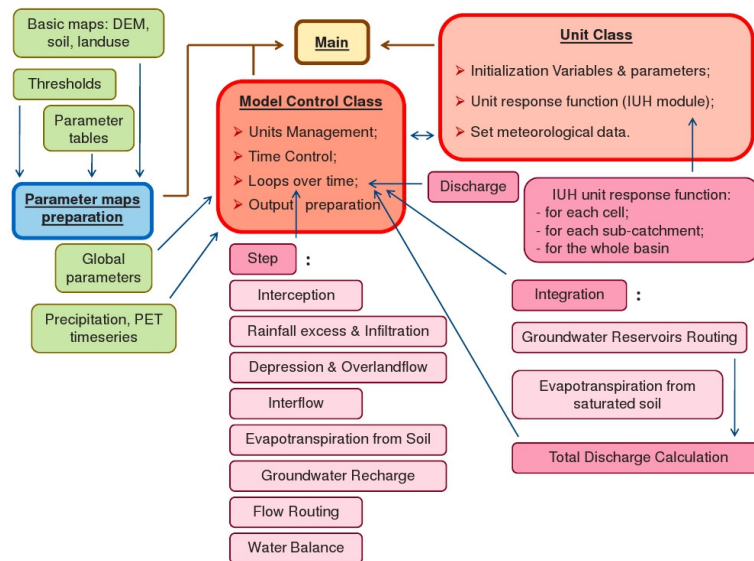 Basic maps: DEM,
soil, landuse
Thresholds
Parameter
tables
Parameter maps
preparation
Global
parameters
Precipitation, PET
timeseries
Main
Model Control Class
Units Management;
Time Control;
Loops over time;
Output preparation
Unit Class
Initialization Variables & parameters;
Unit response function (IUH module);
Set meteorological data.
Discharge
IUH unit response function:
- for each cell;
- for each sub-catchment;
- for the whole basin
Step :
Interception
Rainfall excess & Infiltration
Depression & Overlandflow
Interflow
Evapotranspiration from Soil
Groundwater Recharge
Flow Routing
Water Balance
Integration :
Groundwater Reservoirs Routing
Evapotranspiration from
saturated soil
Total Discharge Calculation